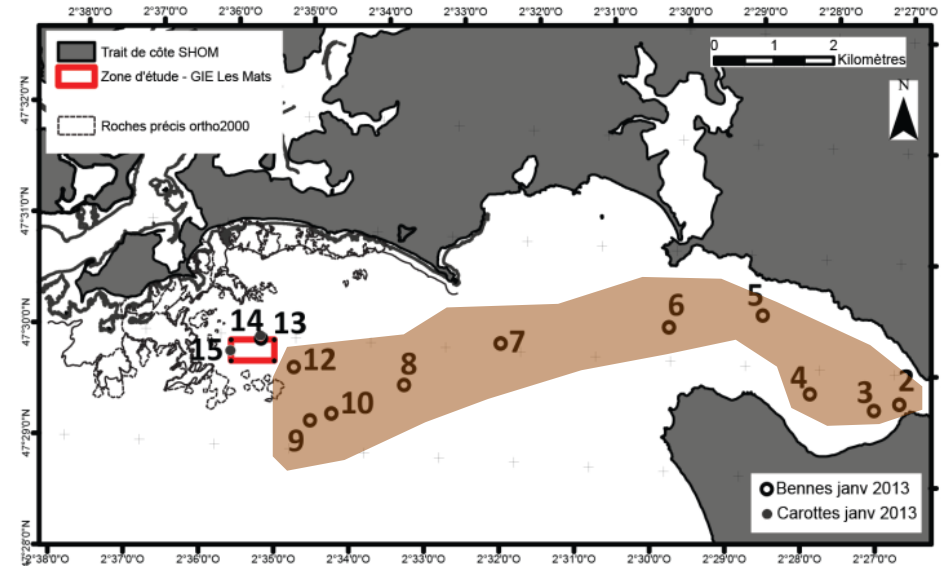 2°38'0"O 2°37'0"O 2°36'0"O 2°35'0"O 2°34'0"O 2°33'0"O 2°32'0"O 2°31'0"O 2°30'0"O 2°29'0"O 2°28'0"O 2°27'0"O
Trait de côte SHOM
Zone d'étude - GIE Les Mats
Roches précis ortho2000
0 1 2
Kilomètres
N
47°32'0"N
47°31'0"N
47°30'0"N
47°29'0"N
47°28'0"N
5
6
14 13
7
15
12
8
4
2
3
10
9
Bennes janv 2013
Carottes janv 2013
2°38'0"O 2°37'0"O 2°36'0"O 2°35'0"O 2°34'0"O 2°33'0"O 2°32'0"O 2°31'0"O 2°30'0"O 2°29'0"O 2°28'0"O 2°27'0"O